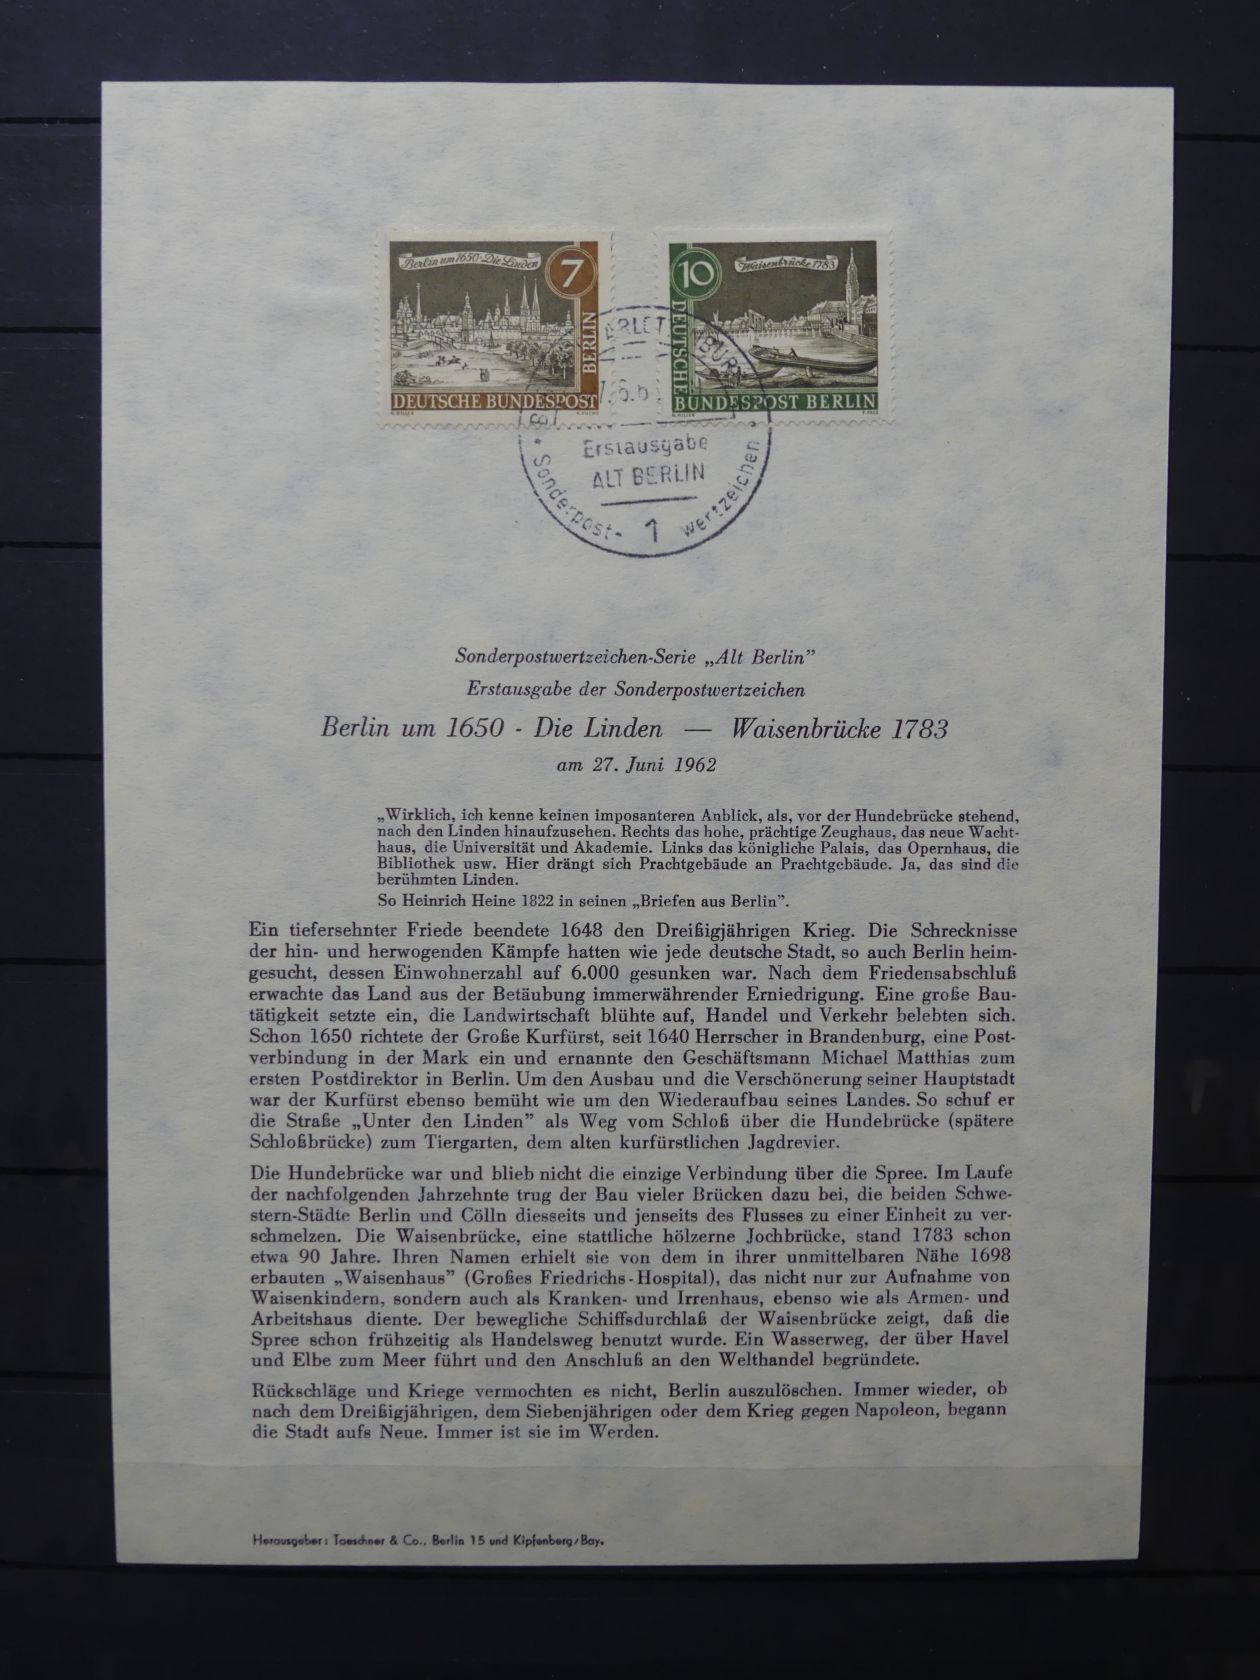 Berlin um 1650 · Die Linden
7
BERLIN
DEUTSCHE BUNDESPOST
10
Waisenbrücke 1783
DEUTSCHE
BUNDESPOST BERLIN
Erstausgabe
ALT BERLIN
Sonderpost-
1
wertzeichen
Sonderpostwertzeichen-Serie „Alt Berlin”
Erstausgabe der Sonderpostwertzeichen
Berlin um 1650 - Die Linden — Waisenbrücke 1783
am 27. Juni 1962
„Wirklich, ich kenne keinen imposanteren Anblick, als, vor der Hundebrücke stehend,
nach den Linden hinaufzusehen. Rechts das hohe, prächtige Zeughaus, das neue Wacht-
haus, die Universität und Akademie. Links das königliche Palais, das Opernhaus, die
Bibliothek usw. Hier drängt sich Prachtgebäude an Prachtgebäude. Ja, das sind die
berühmten Linden.
So Heinrich Heine 1822 in seinen „Briefen aus Berlin”.
Ein tiefersehnter Friede beendete 1648 den Dreißigjährigen Krieg. Die Schrecknisse
der hin- und herwogenden Kämpfe hatten wie jede deutsche Stadt, so auch Berlin heim-
gesucht, dessen Einwohnerzahl auf 6.000 gesunken war. Nach dem Friedensabschluß
erwachte das Land aus der Betäubung immerwährender Erniedrigung. Eine große Bau-
tätigkeit setzte ein, die Landwirtschaft blühte auf, Handel und Verkehr belebten sich.
Schon 1650 richtete der Große Kurfürst, seit 1640 Herrscher in Brandenburg, eine Post-
verbindung in der Mark ein und ernannte den Geschäftsmann Michael Matthias zum
ersten Postdirektor in Berlin. Um den Ausbau und die Verschönerung seiner Hauptstadt
war der Kurfürst ebenso bemüht wie um den Wiederaufbau seines Landes. So schuf er
die Straße „Unter den Linden” als Weg vom Schloß über die Hundebrücke (spätere
Schloßbrücke) zum Tiergarten, dem alten kurfürstlichen Jagdrevier.
Die Hundebrücke war und blieb nicht die einzige Verbindung über die Spree. Im Laufe
der nachfolgenden Jahrzehnte trug der Bau vieler Brücken dazu bei, die beiden Schwe-
stern-Städte Berlin und Cölln diesseits und jenseits des Flusses zu einer Einheit zu ver-
schmelzen. Die Waisenbrücke, eine stattliche hölzerne Jochbrücke, stand 1783 schon
etwa 90 Jahre. Ihren Namen erhielt sie von dem in ihrer unmittelbaren Nähe 1698
erbauten „Waisenhaus” (Großes Friedrichs-Hospital), das nicht nur zur Aufnahme von
Waisenkindern, sondern auch als Kranken- und Irrenhaus, ebenso wie als Armen- und
Arbeitshaus diente. Der bewegliche Schiffsdurchlaß der Waisenbrücke zeigt, daß die
Spree schon frühzeitig als Handelsweg benutzt wurde. Ein Wasserweg, der über Havel
und Elbe zum Meer führt und den Anschluß an den Welthandel begründete.
Rückschläge und Kriege vermochten es nicht, Berlin auszulöschen. Immer wieder, ob
nach dem Dreißigjährigen, dem Siebenjährigen oder dem Krieg gegen Napoleon, begann
die Stadt aufs Neue. Immer ist sie im Werden.
Herausgeber: Taeschner & Co., Berlin 15 und Kipfenberg/Bay.